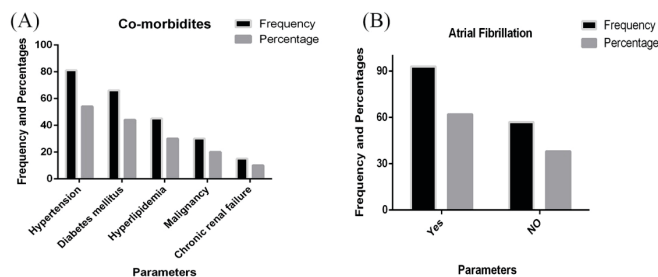 (A)
Co-morbidites
Frequency
Percentage
Frequency and Percentages
100
80
60
40
20
0
Hypertension
Diabetes mellitus
Hyperlipidemia
Malignancy
Chronic renal failure
Parameters
(B)
Atrial Fibrillation
Frequency
Percentage
Frequency and Percentages
90
60
30
0
Yes
NO
Parameters